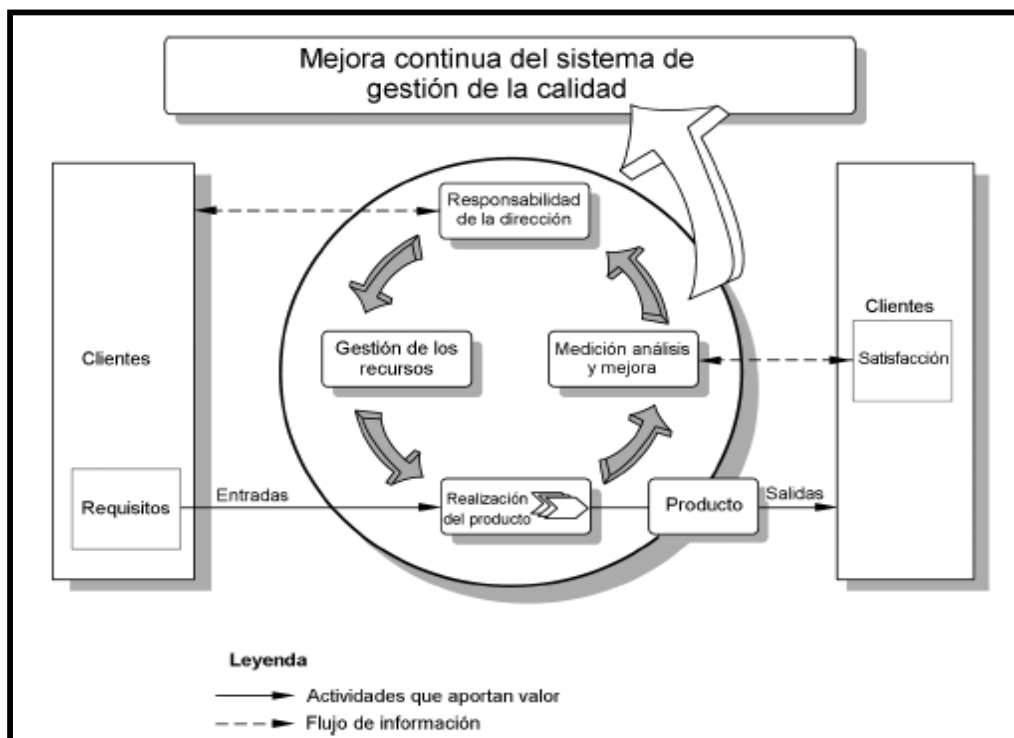 Mejora continua del sistema de
gestión de la calidad
Responsabilidad
de la dirección
Clientes
Gestión de los
recursos
Medición análisis
y mejora
Clientes
Satisfacción
Requisitos
Entradas
Realización
del producto
Producto
Salidas
Leyenda
Actividades que aportan valor
Flujo de información